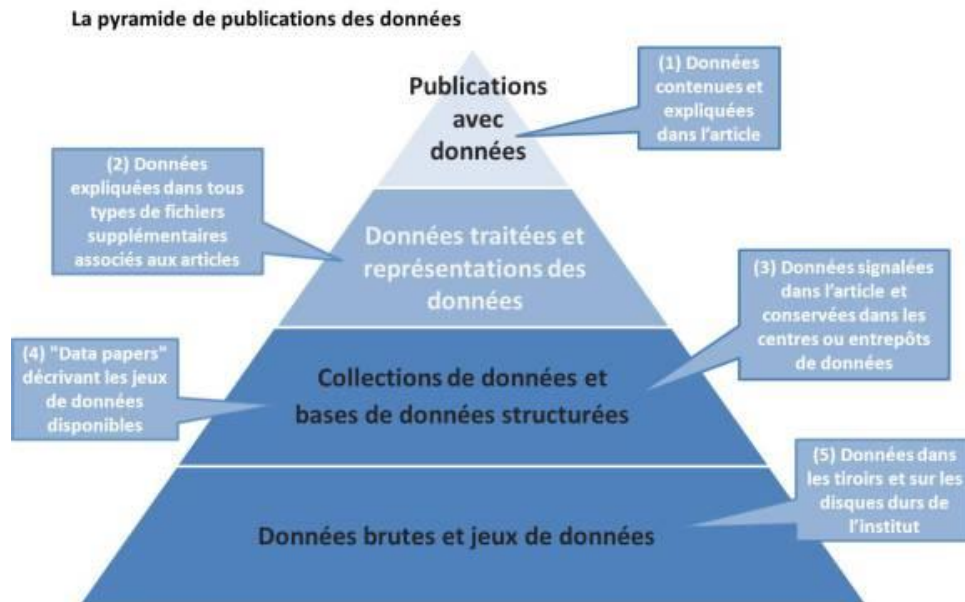 La pyramide de publications des données
Publications
avec
données
(1) Données
contenues et
expliquées
dans l'article
(2) Données
expliquées dans tous
types de fichiers
supplémentaires
associés aux articles
Données traitées et
représentations des
données
(3) Données signalées
dans l'article et
conservées dans les
centres ou entrepôts
de données
(4) "Data papers"
décrivant les jeux
de données
disponibles
Collections de données et
bases de données structurées
(5) Données dans
les tiroirs et sur les
disques durs de
l'institut
Données brutes et jeux de données